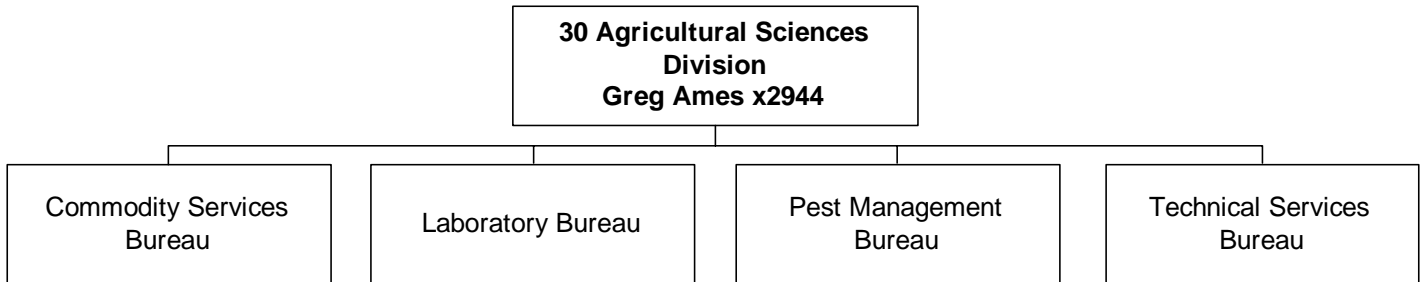 30 Agricultural Sciences
Division
Greg Ames x2944
Commodity Services
Bureau
Laboratory Bureau
Pest Management
Bureau
Technical Services
Bureau